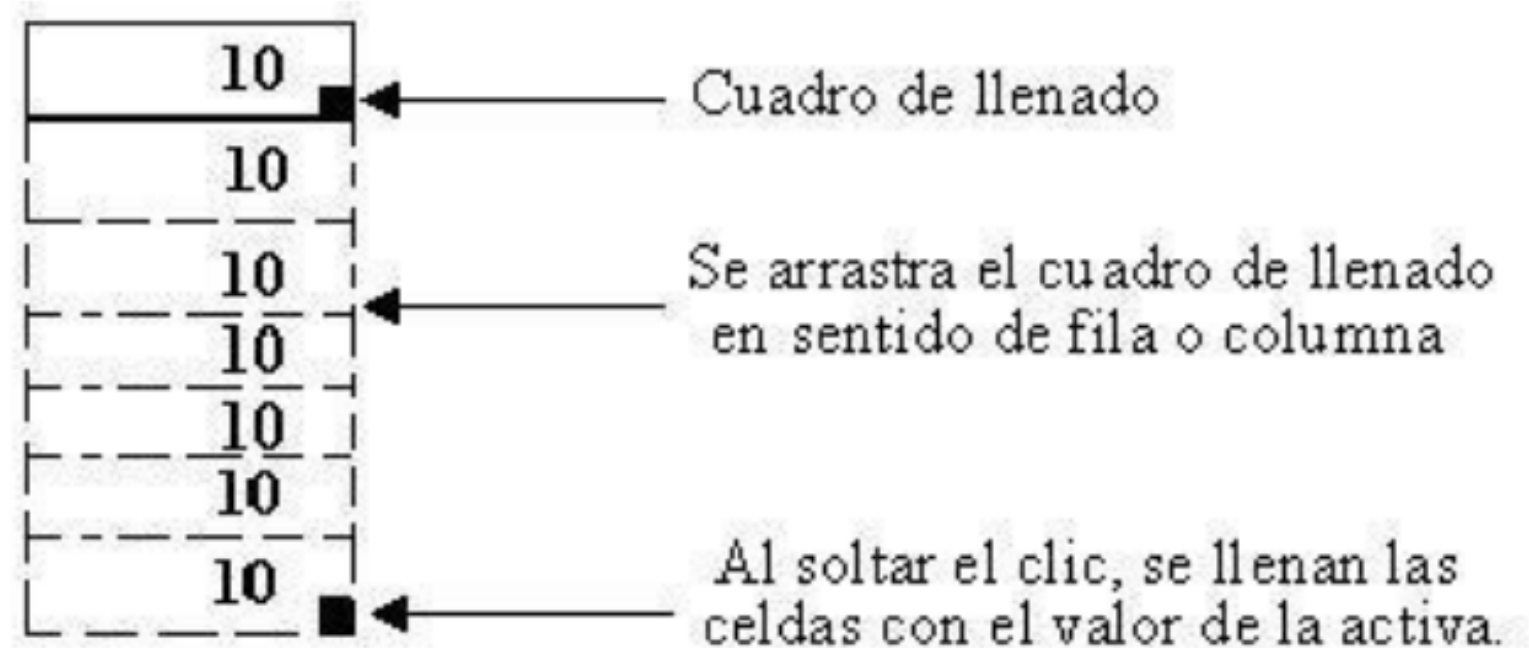 10
Cuadro de llenado
10
10
Se arrastra el cuadro de llenado
en sentido de fila o columna
10
10
10
10
Al soltar el clic, se llenan las
celdas con el valor de la activa.